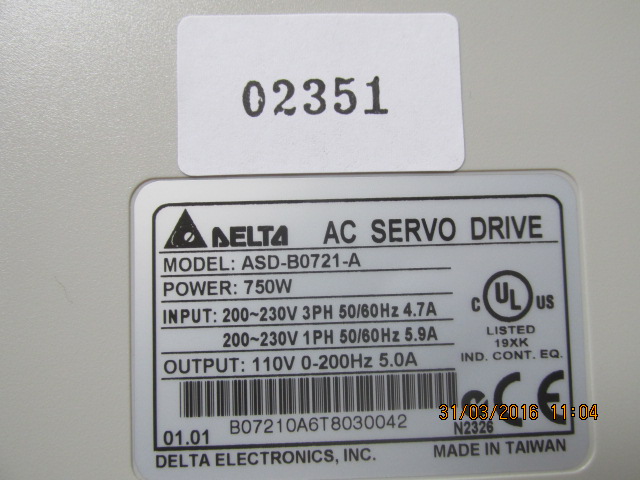 02351
DELTA AC SERVO DRIVE
MODEL: ASD-B0721-A
POWER: 750W
INPUT: 200~230V 3PH 50/60Hz 4.7A
200~230V 1PH 50/60Hz 5.9A
OUTPUT: 110V 0-200Hz 5.0A
C UL US
LISTED
19XK
IND. CONT. EQ.
CE
31/03/2016 11:04
B07210A6T8030042
N2326
01.01
DELTA ELECTRONICS, INC.
MADE IN TAIWAN